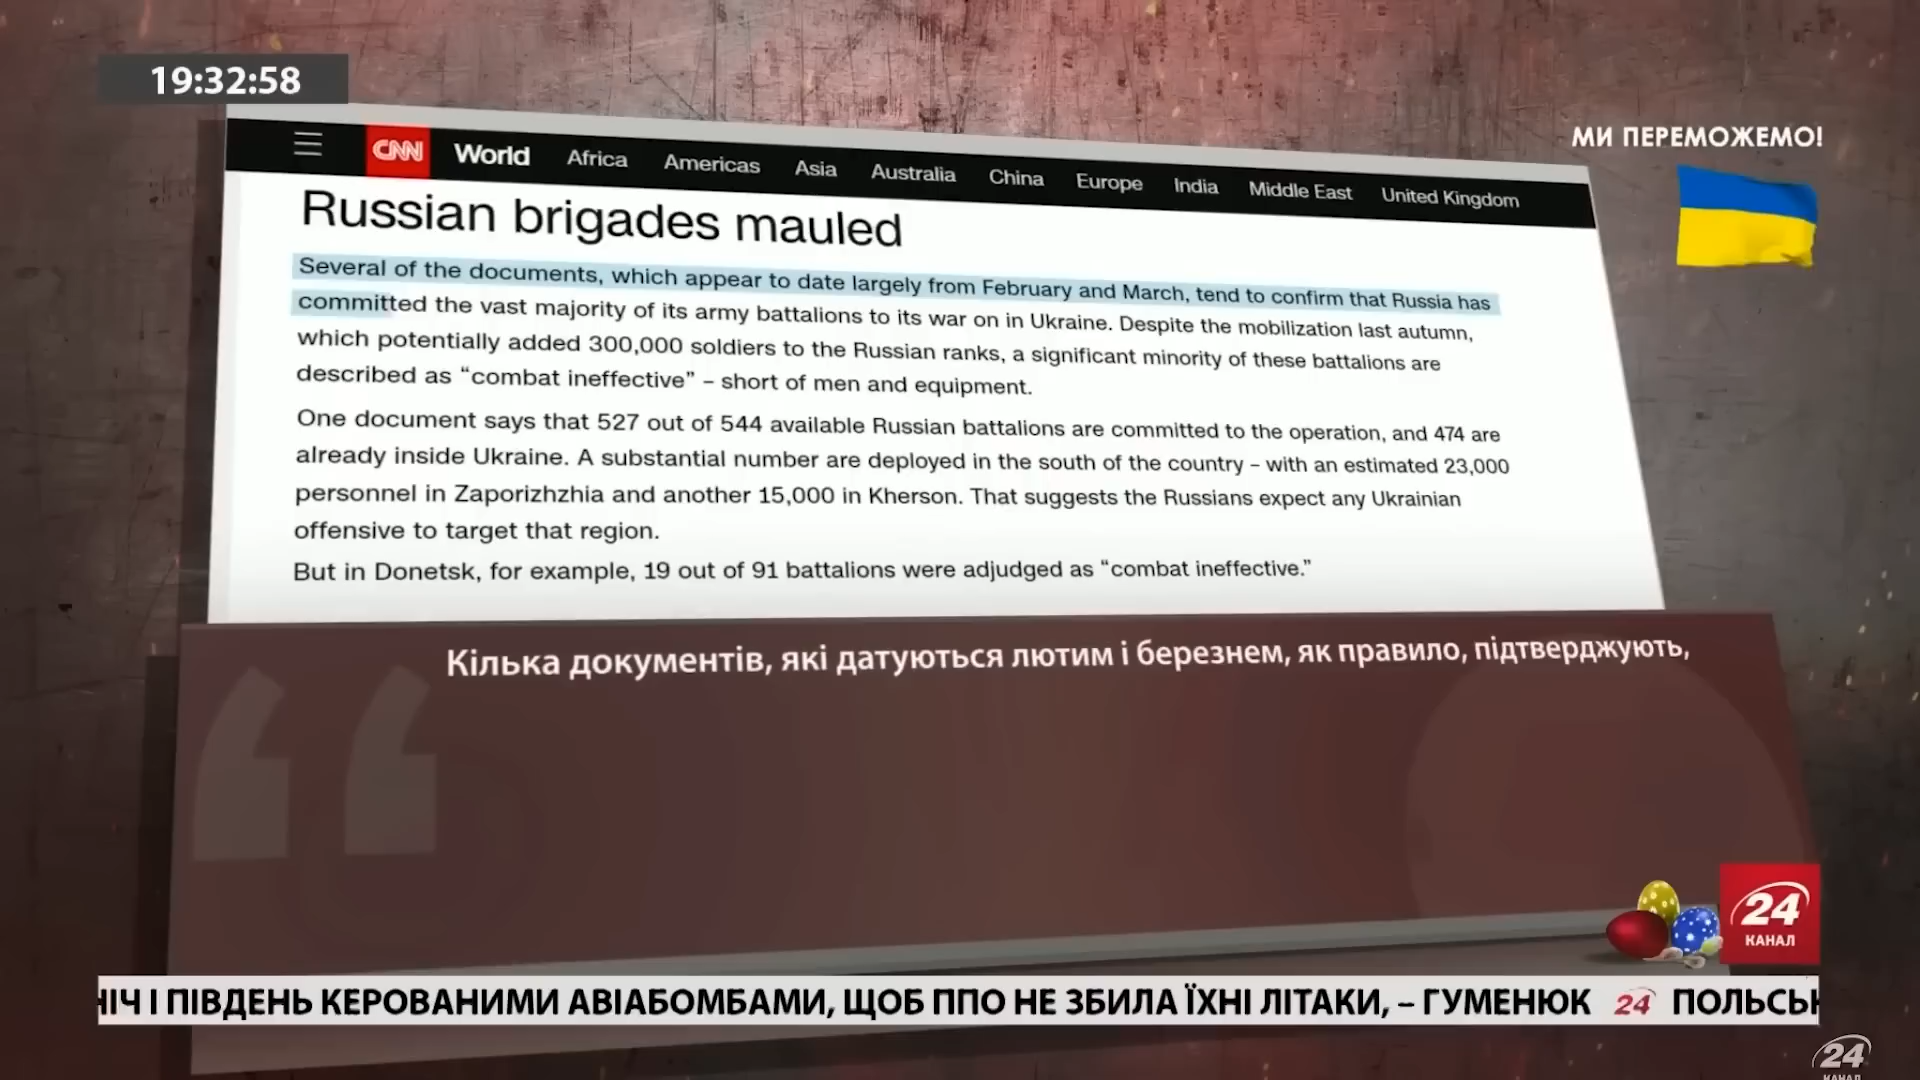 19:32:58
МИ ПЕРЕМОЖЕМО!
CNN World Africa Americas Asia Australia China Europe India Middle East United Kingdom
Russian brigades mauled
Several of the documents, which appear to date largely from February and March, tend to confirm that Russia has
committed the vast majority of its army battalions to its war on in Ukraine. Despite the mobilization last autumn,
which potentially added 300,000 soldiers to the Russian ranks, a significant minority of these battalions are
described as “combat ineffective” – short of men and equipment.
One document says that 527 out of 544 available Russian battalions are committed to the operation, and 474 are
already inside Ukraine. A substantial number are deployed in the south of the country – with an estimated 23,000
personnel in Zaporizhzhia and another 15,000 in Kherson. That suggests the Russians expect any Ukrainian
offensive to target that region.
But in Donetsk, for example, 19 out of 91 battalions were adjudged as “combat ineffective.”
Кілька документів, які датуються лютим і березнем, як правило, підтверджують,
24
КАНАЛ
ІЧ І ПІВДЕНЬ КЕРОВАНИМИ АВІАБОМБАМИ, ЩОБ ППО НЕ ЗБИЛА ЇХНІ ЛІТАКИ, – ГУМЕНЮК 24 ПОЛЬСЬ
24
КАНАЛ